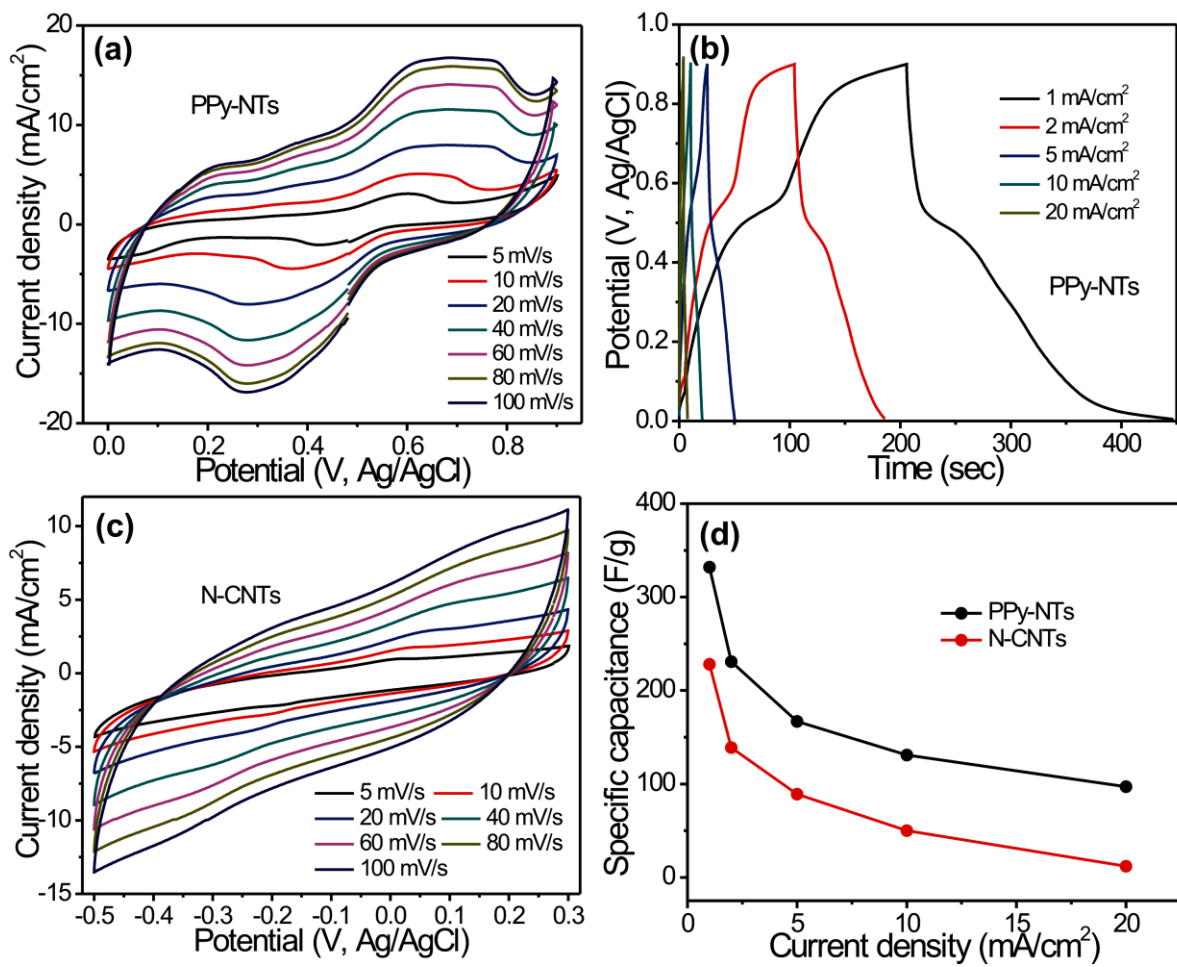 (a)
PPy-NTs
Current density (mA/cm²)
20
10
0
-10
-20
5 mV/s
10 mV/s
20 mV/s
40 mV/s
60 mV/s
80 mV/s
100 mV/s
0.0 0.2 0.4 0.6 0.8
Potential (V, Ag/AgCl)
(b)
Potential (V, Ag/AgCl)
1.0
0.8
0.6
0.4
0.2
0.0
1 mA/cm²
2 mA/cm²
5 mA/cm²
10 mA/cm²
20 mA/cm²
PPy-NTs
0 100 200 300 400
Time (sec)
(c)
N-CNTs
Current density (mA/cm²)
10
5
0
-5
-10
-15
5 mV/s 10 mV/s
20 mV/s 40 mV/s
60 mV/s 80 mV/s
100 mV/s
-0.5 -0.4 -0.3 -0.2 -0.1 0.0 0.1 0.2 0.3
Potential (V, Ag/AgCl)
(d)
Specific capacitance (F/g)
400
300
200
100
0
PPy-NTs
N-CNTs
0 5 10 15 20
Current density (mA/cm²)